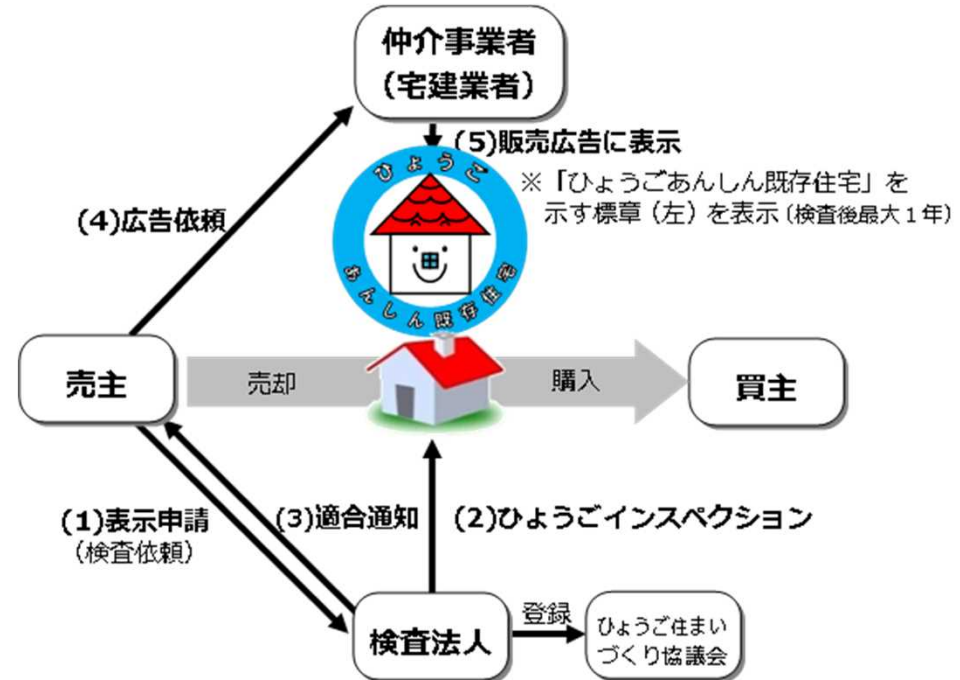 仲介事業者
（宅建業者）
(5)販売広告に表示
※「ひょうごあんしん既存住宅」を
示す標章（左）を表示（検査後最大１年）
ひょうご
あんしん既存住宅
(4)広告依頼
売主
売却
購入
買主
(1)表示申請
（検査依頼）
(3)適合通知
(2)ひょうごインスペクション
検査法人
登録
ひょうご住まい
づくり協議会